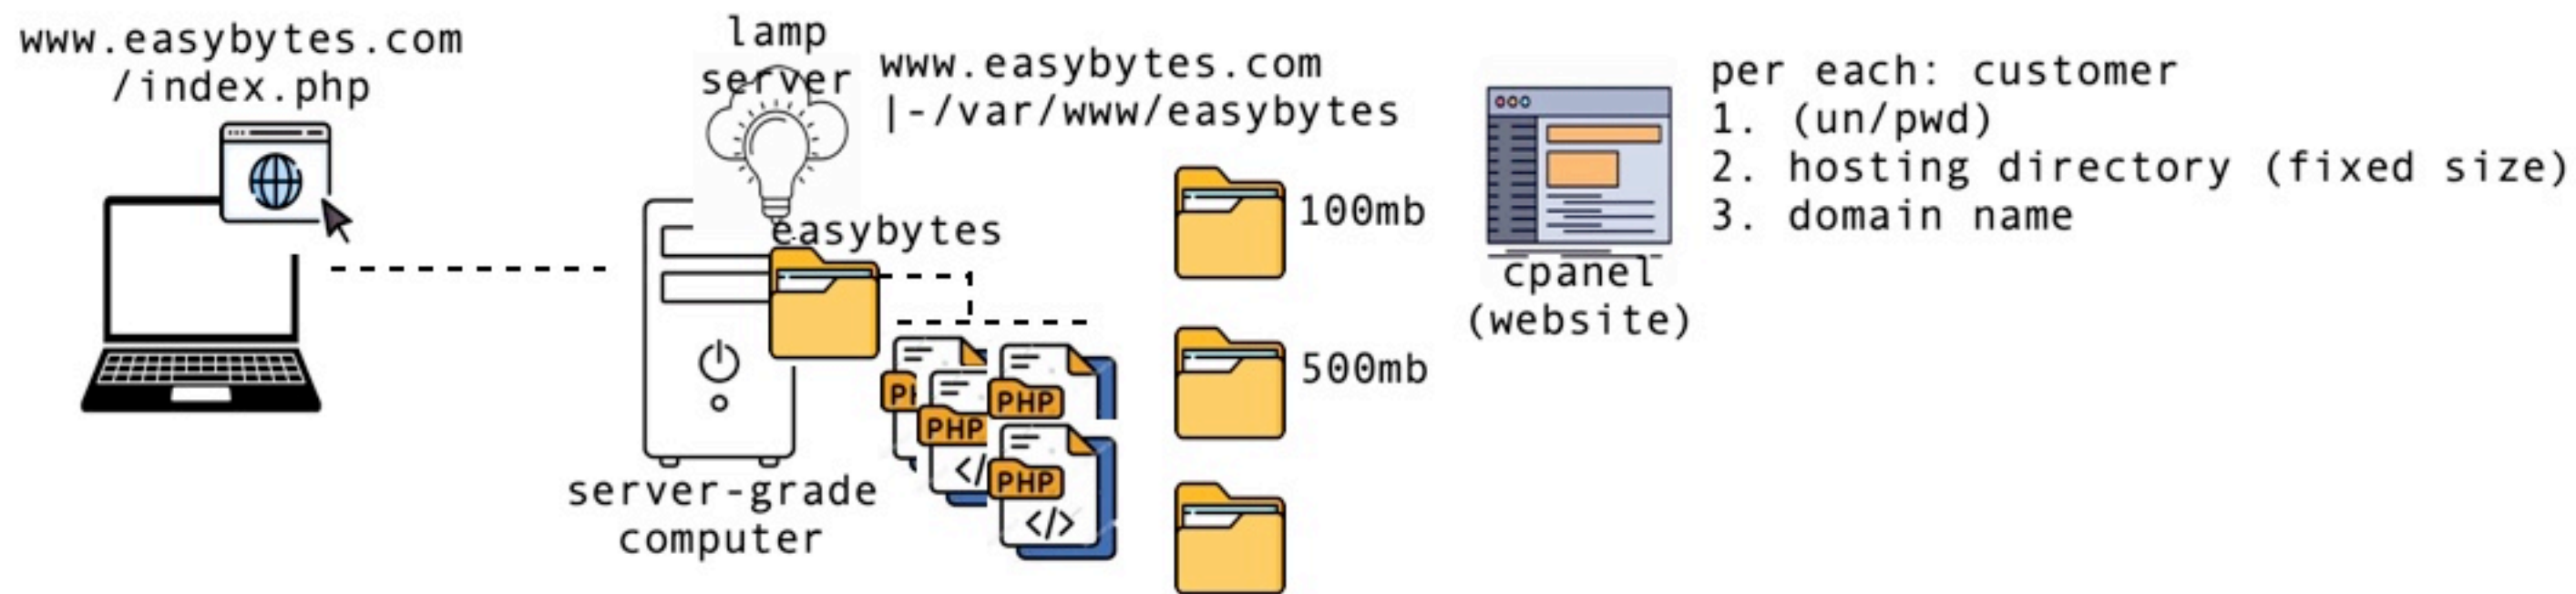 www.easybytes.com
/index.php
lamp
server
www.easybytes.com
|-/var/www/easybytes
easybytes
PHP
PHP
</>
PHP
</>
server-grade
computer
100mb
500mb
cpanel
(website)
per each: customer
1. (un/pwd)
2. hosting directory (fixed size)
3. domain name